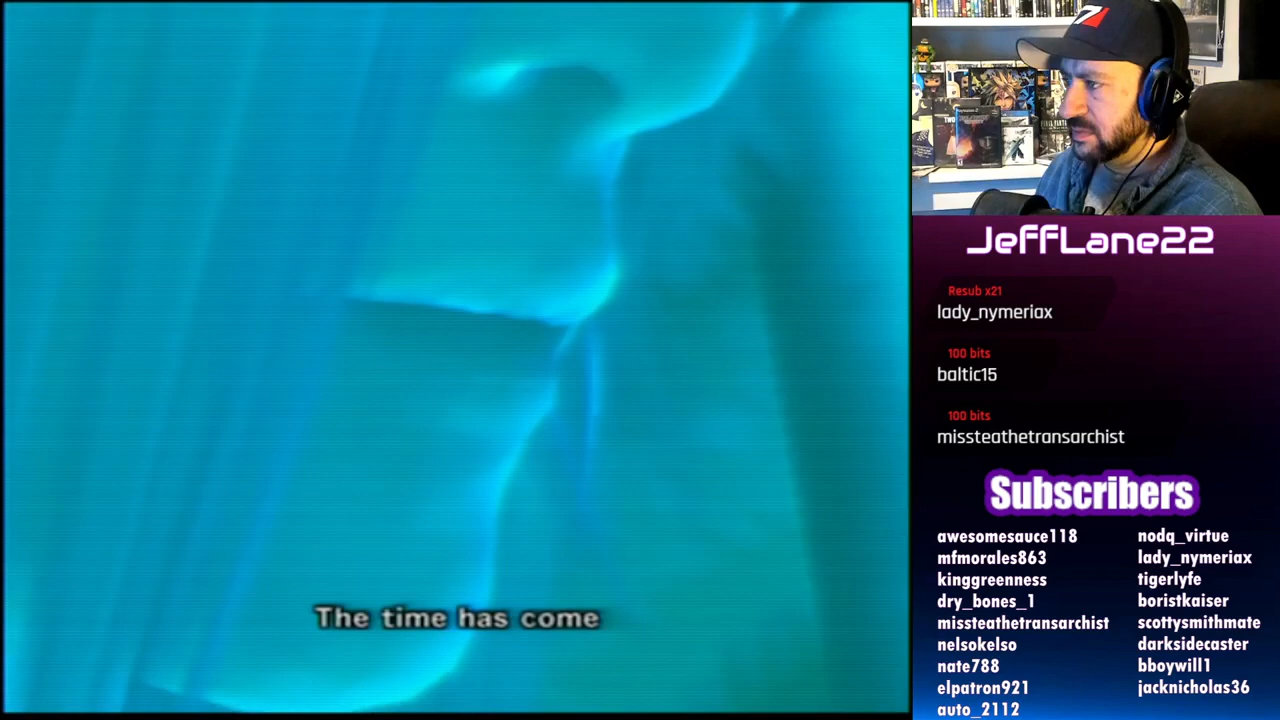 The time has come
JeffLane22
Resub x21
lady_nymeriax
100 bits
baltic15
100 bits
missteathetransarchist
Subscribers
awesomesauce118
mfmorales863
kinggreenness
dry_bones_1
missteathetransarchist
nelsokelso
nate788
elpatron921
auto_2112
nodq_virtue
lady_nymeriax
tigerlyfe
boristkaiser
scottysmithmate
darksidecaster
bboywill1
jacknicholas36